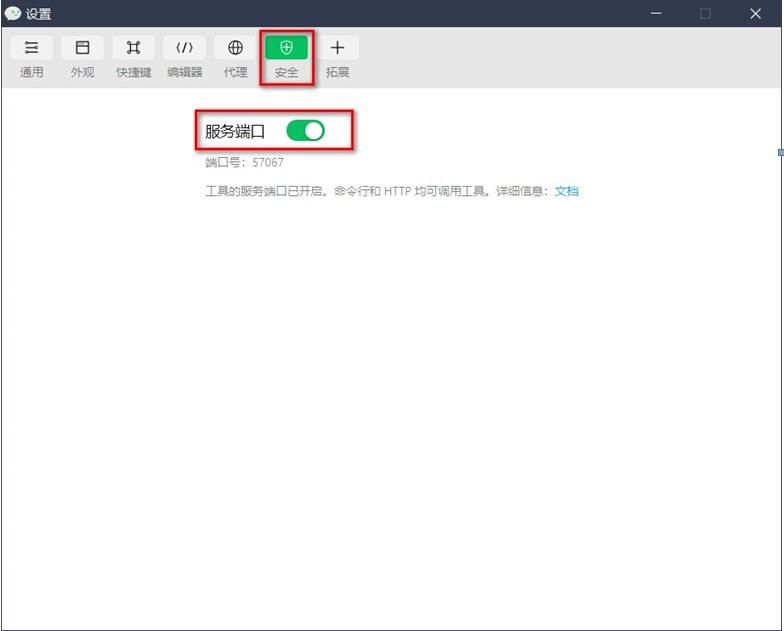 设置
通用 外观 快捷键 编辑器 代理 安全 拓展
服务端口
端口号：57067
工具的服务端口已开启。命令行和 HTTP 均可调用工具。详细信息：文档